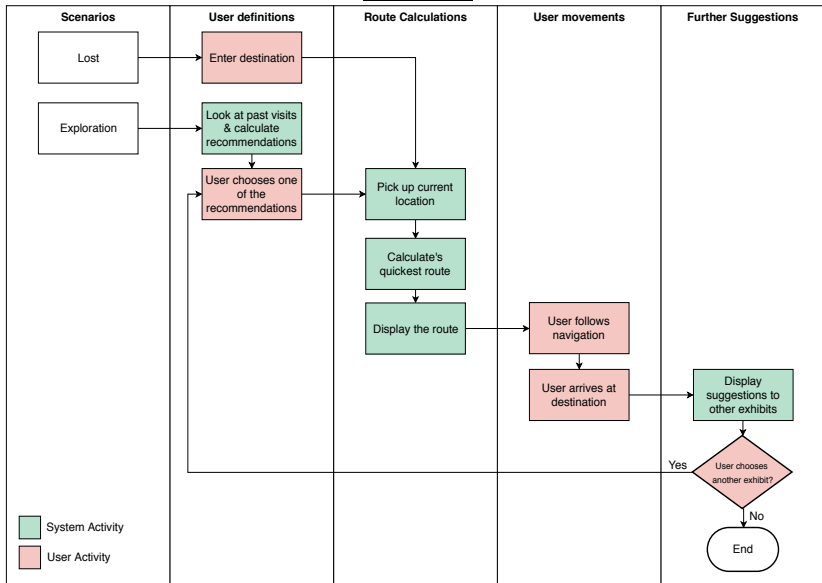 Scenarios
User definitions
Route Calculations
User movements
Further Suggestions
Lost
Enter destination
Exploration
Look at past visits
& calculate
recommendations
User chooses one
of the
recommendations
Pick up current
location
Calculate's
quickest route
Display the route
User follows
navigation
User arrives at
destination
Display
suggestions to
other exhibits
User chooses
another exhibit?
Yes
No
End
System Activity
User Activity